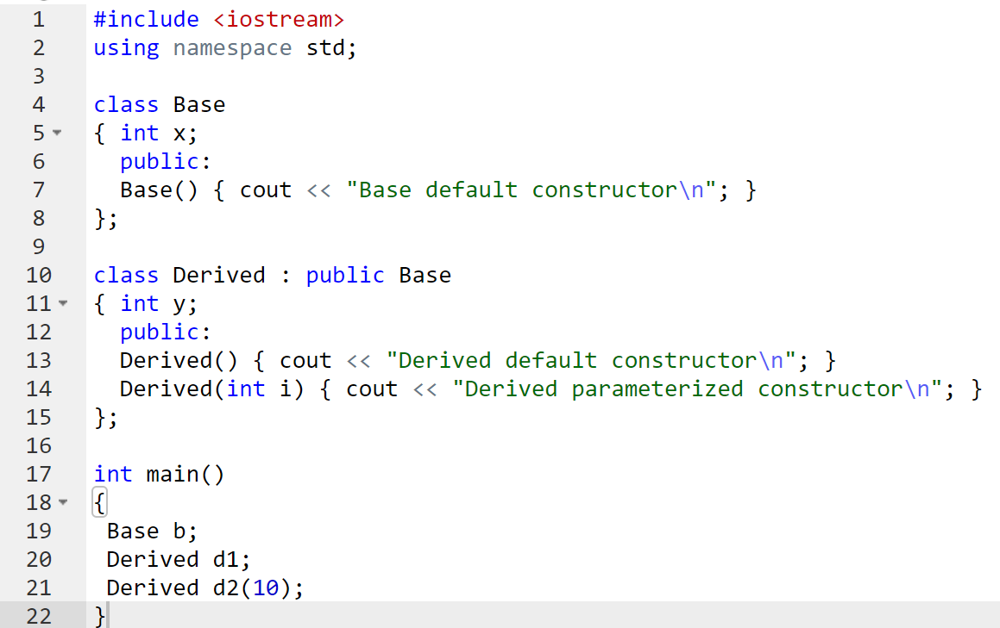 1 #include <iostream>
2 using namespace std;
3
4 class Base
5 { int x;
6   public:
7   Base() { cout << "Base default constructor\n"; }
8 };
9
10 class Derived : public Base
11 { int y;
12   public:
13   Derived() { cout << "Derived default constructor\n"; }
14   Derived(int i) { cout << "Derived parameterized constructor\n"; }
15 };
16
17 int main()
18 {
19  Base b;
20  Derived d1;
21  Derived d2(10);
22 }